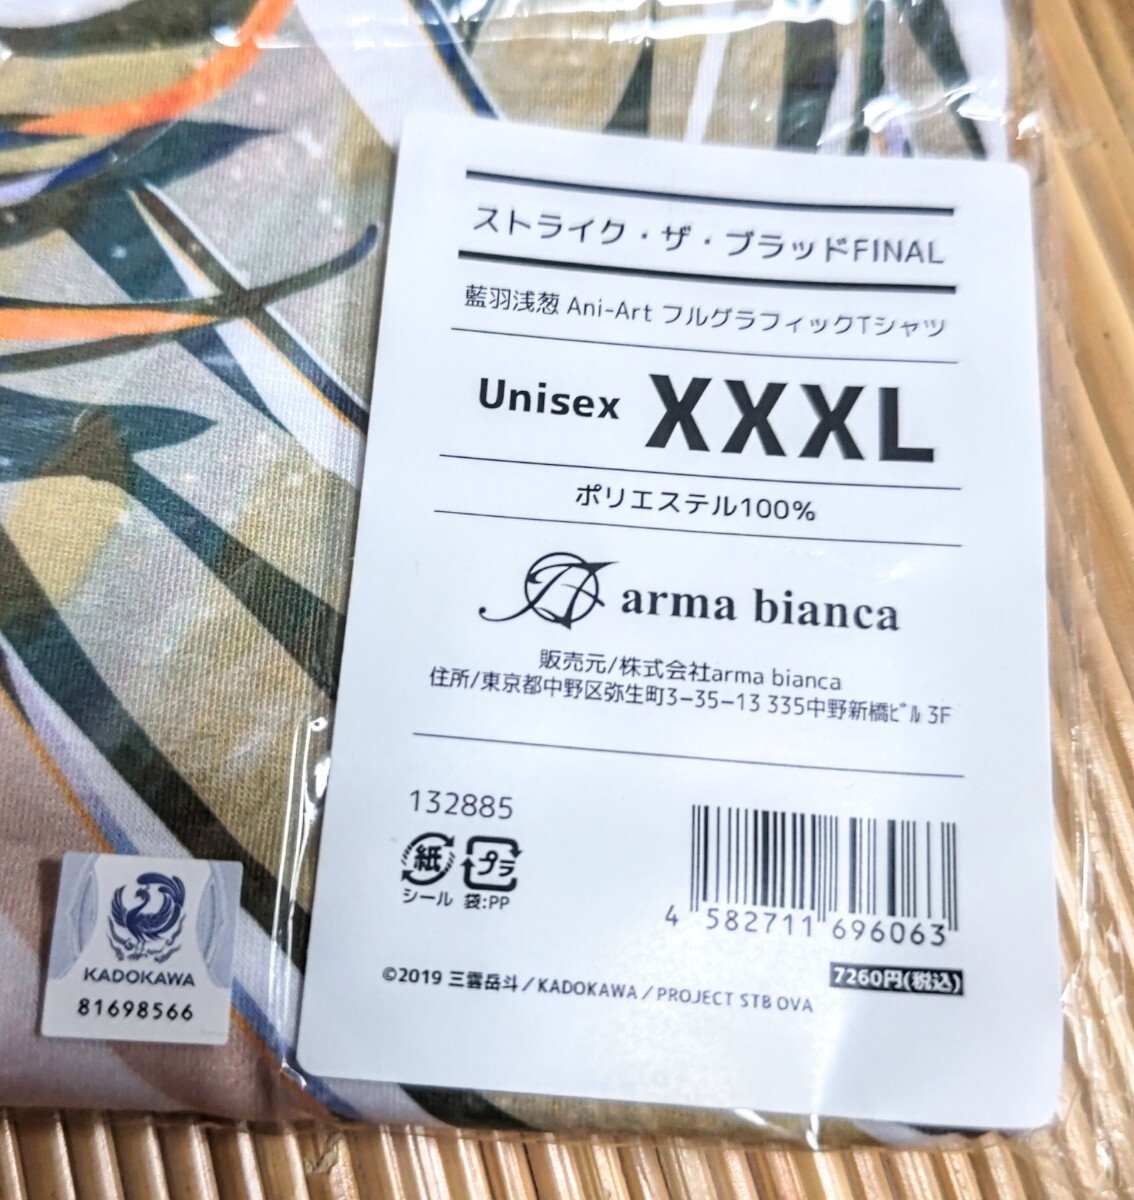 ストライク・ザ・ブラッドFINAL
藍羽浅葱 Ani-Art フルグラフィックTシャツ
Unisex XXXL
ポリエステル100%
arma bianca
販売元/株式会社arma bianca
住所/東京都中野区弥生町3-35-13 335中野新橋ﾋﾞﾙ 3F
132885
紙 プラ
シール 袋:PP
4 582711 696063
7260円(税込)
©2019 三雲岳斗/KADOKAWA/PROJECT STB OVA
KADOKAWA
81698566